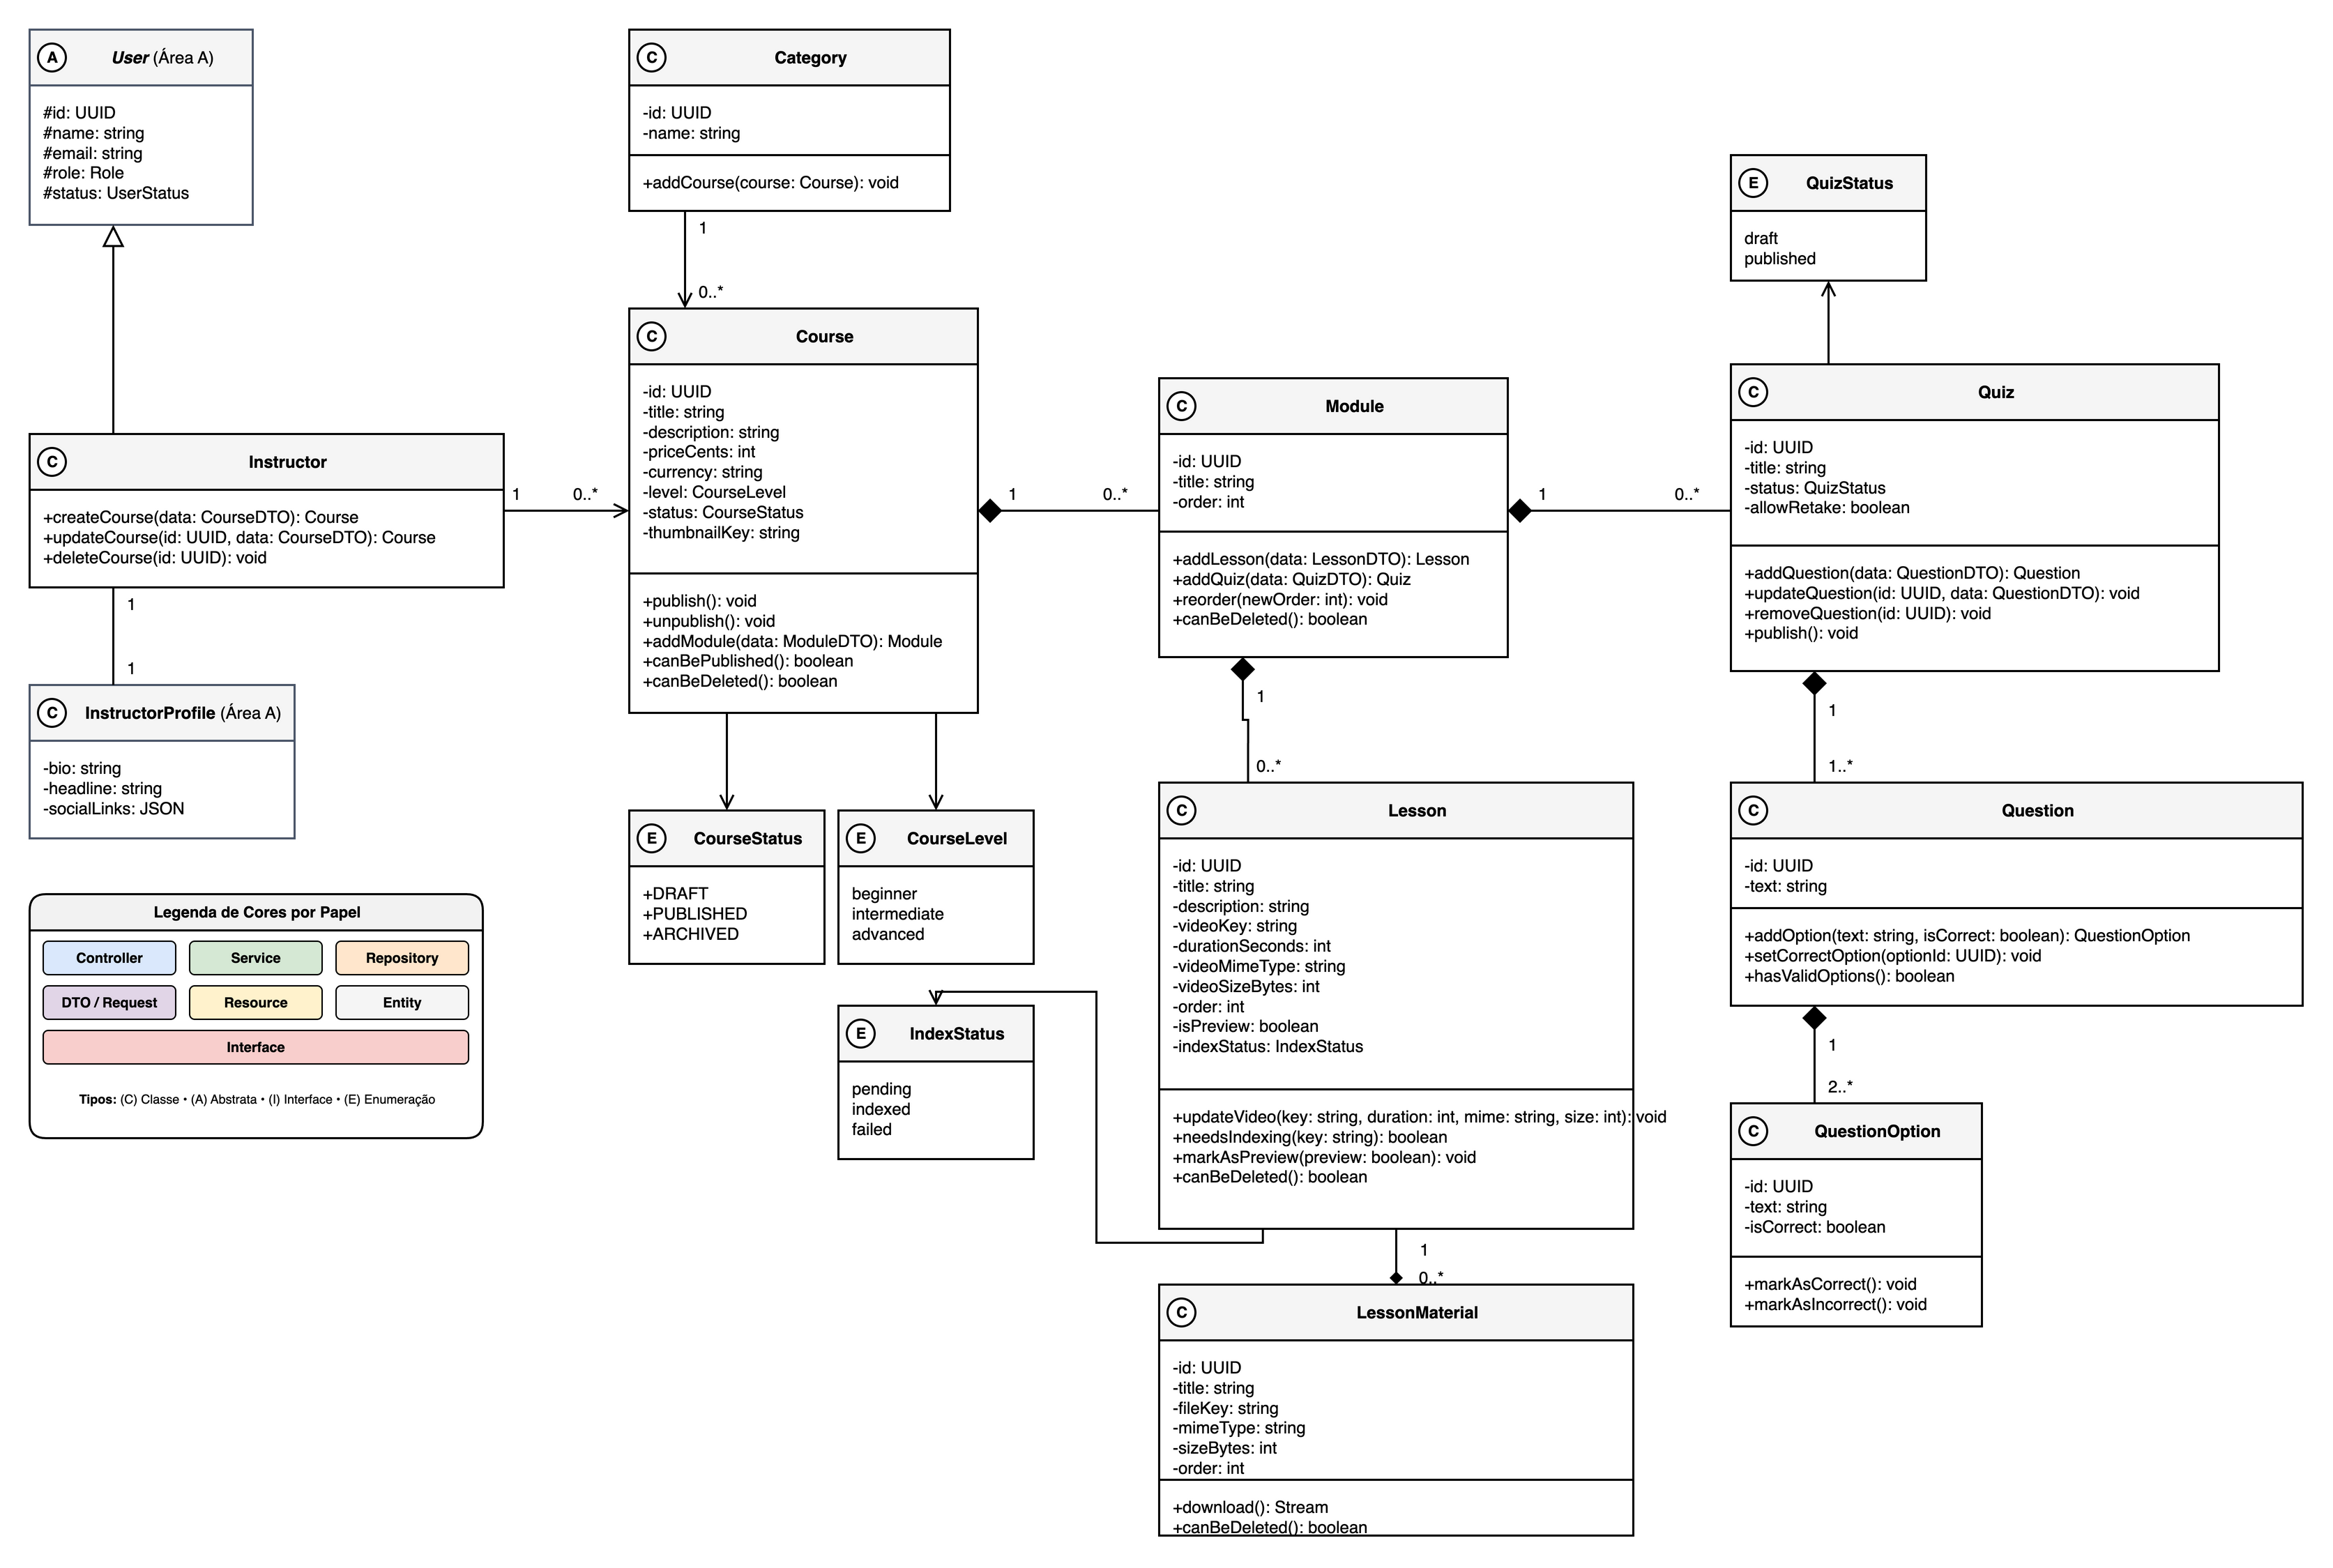 A
User (Área A)
#id: UUID
#name: string
#email: string
#role: Role
#status: UserStatus
C
Category
-id: UUID
-name: string
+addCourse(course: Course): void
1
0..*
E
QuizStatus
draft
published
C
Course
-id: UUID
-title: string
-description: string
-priceCents: int
-currency: string
-level: CourseLevel
-status: CourseStatus
-thumbnailKey: string
+publish(): void
+unpublish(): void
+addModule(data: ModuleDTO): Module
+canBePublished(): boolean
+canBeDeleted(): boolean
C
Instructor
+createCourse(data: CourseDTO): Course
+updateCourse(id: UUID, data: CourseDTO): Course
+deleteCourse(id: UUID): void
1
0..*
1
1
C
InstructorProfile (Área A)
-bio: string
-headline: string
-socialLinks: JSON
1
0..*
C
Module
-id: UUID
-title: string
-order: int
+addLesson(data: LessonDTO): Lesson
+addQuiz(data: QuizDTO): Quiz
+reorder(newOrder: int): void
+canBeDeleted(): boolean
1
0..*
C
Quiz
-id: UUID
-title: string
-status: QuizStatus
-allowRetake: boolean
+addQuestion(data: QuestionDTO): Question
+updateQuestion(id: UUID, data: QuestionDTO): void
+removeQuestion(id: UUID): void
+publish(): void
1
0..*
1
1..*
E
CourseStatus
+DRAFT
+PUBLISHED
+ARCHIVED
E
CourseLevel
beginner
intermediate
advanced
E
IndexStatus
pending
indexed
failed
C
Lesson
-id: UUID
-title: string
-description: string
-videoKey: string
-durationSeconds: int
-videoMimeType: string
-videoSizeBytes: int
-order: int
-isPreview: boolean
-indexStatus: IndexStatus
+updateVideo(key: string, duration: int, mime: string, size: int): void
+needsIndexing(key: string): boolean
+markAsPreview(preview: boolean): void
+canBeDeleted(): boolean
1
0..*
C
LessonMaterial
-id: UUID
-title: string
-fileKey: string
-mimeType: string
-sizeBytes: int
-order: int
+download(): Stream
+canBeDeleted(): boolean
C
Question
-id: UUID
-text: string
+addOption(text: string, isCorrect: boolean): QuestionOption
+setCorrectOption(optionId: UUID): void
+hasValidOptions(): boolean
1
2..*
C
QuestionOption
-id: UUID
-text: string
-isCorrect: boolean
+markAsCorrect(): void
+markAsIncorrect(): void
Legenda de Cores por Papel
Controller
Service
Repository
DTO / Request
Resource
Entity
Interface
Tipos: (C) Classe • (A) Abstrata • (I) Interface • (E) Enumeração